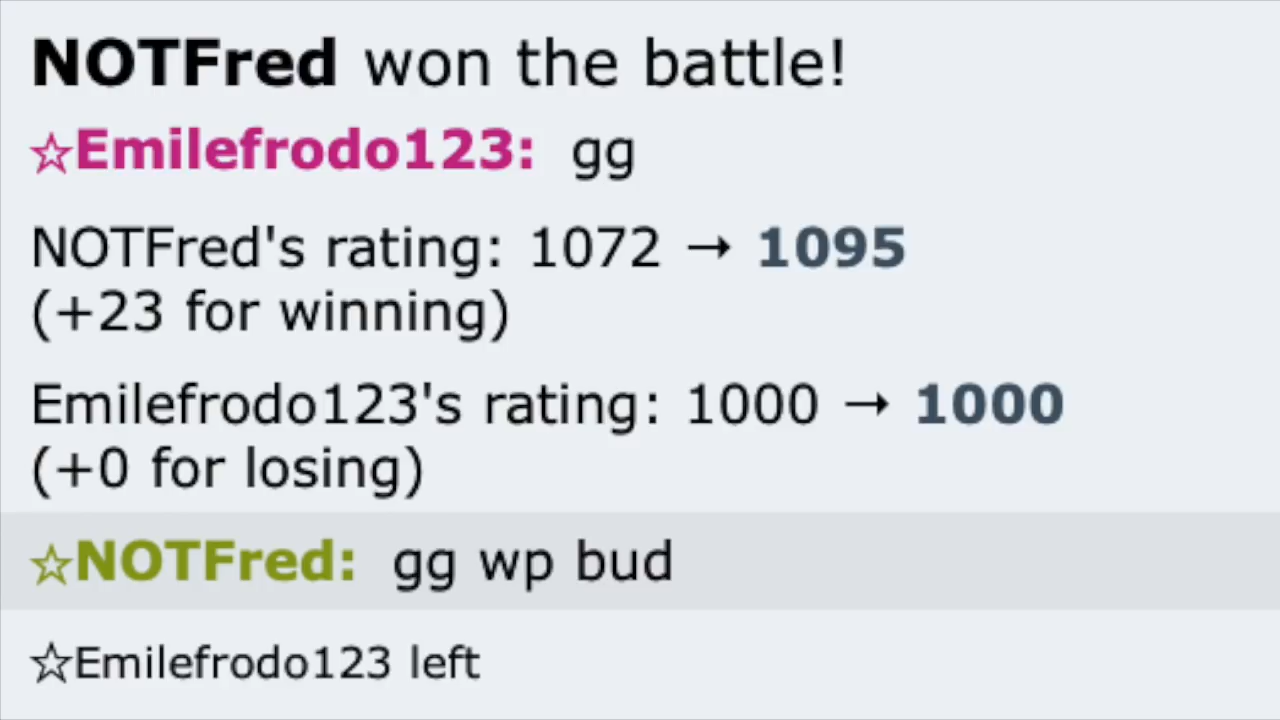 NOTFred won the battle!
☆Emilefrodo123: gg
NOTFred's rating: 1072 → 1095
(+23 for winning)
Emilefrodo123's rating: 1000 → 1000
(+0 for losing)
☆NOTFred: gg wp bud
☆Emilefrodo123 left